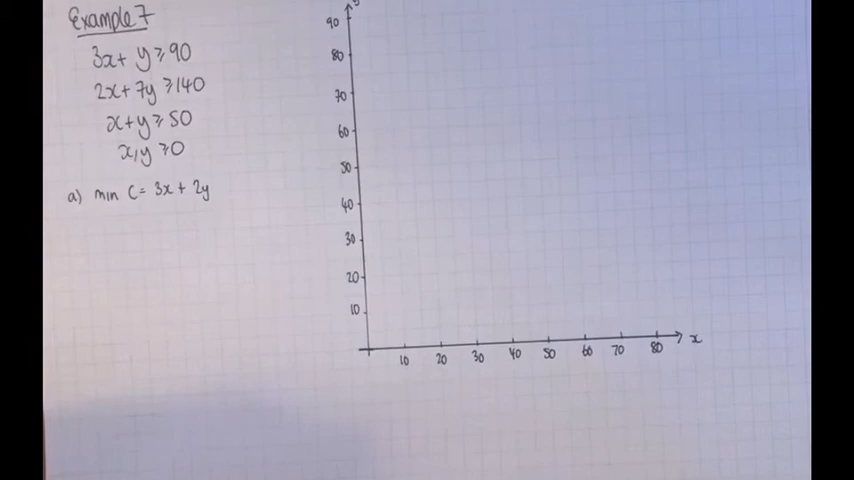 Example 7
3x + y ≥ 90
2x + 7y ≥ 140
x + y ≥ 50
x, y ≥ 0
a) min C = 3x + 2y
y
90
80
70
60
50
40
30
20
10
10 20 30 40 50 60 70 80 x